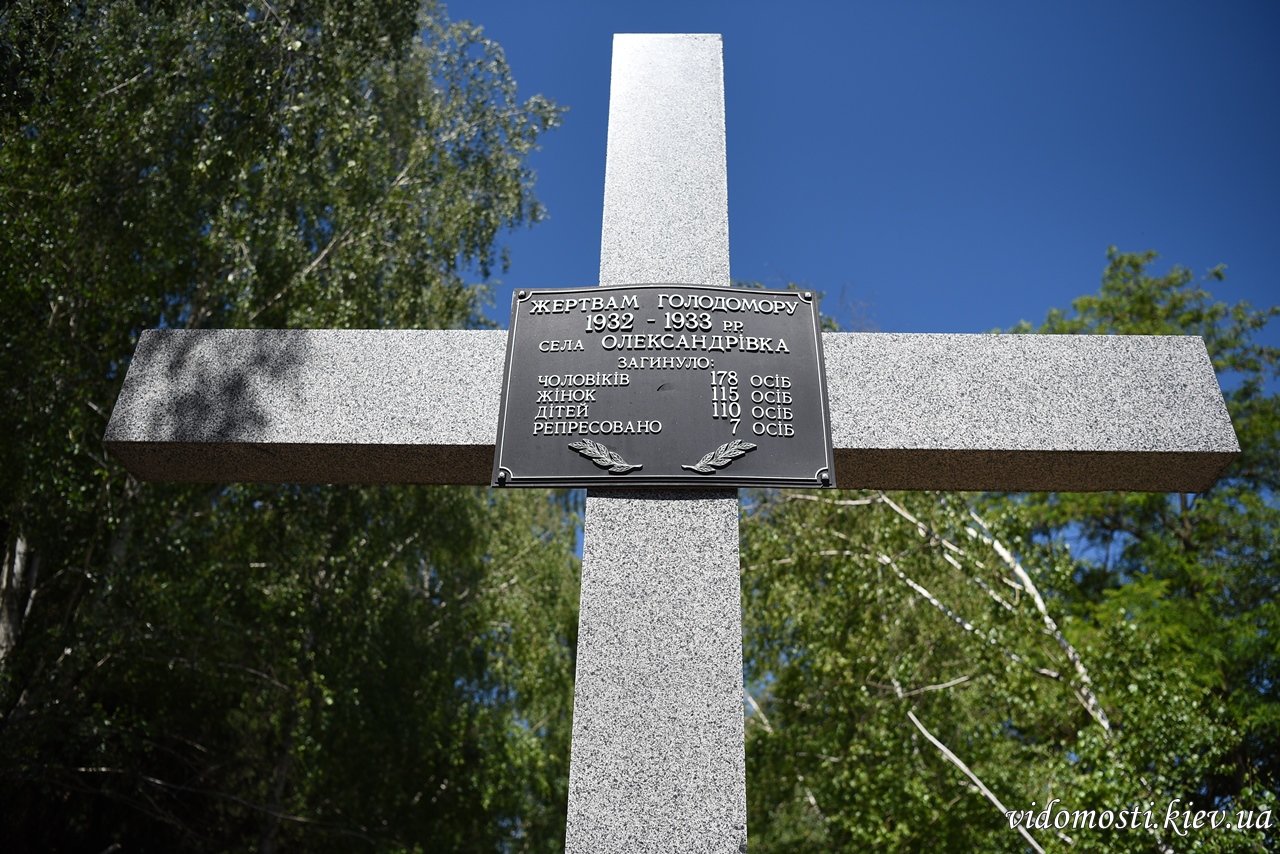 ЖЕРТВАМ ГОЛОДОМОРУ
1932 - 1933 РР.
СЕЛА ОЛЕКСАНДРІВКА
ЗАГИНУЛО:
ЧОЛОВІКІВ 178 ОСІБ
ЖІНОК 115 ОСІБ
ДІТЕЙ 110 ОСІБ
РЕПРЕСОВАНО 7 ОСІБ
vidomosti.kiev.ua